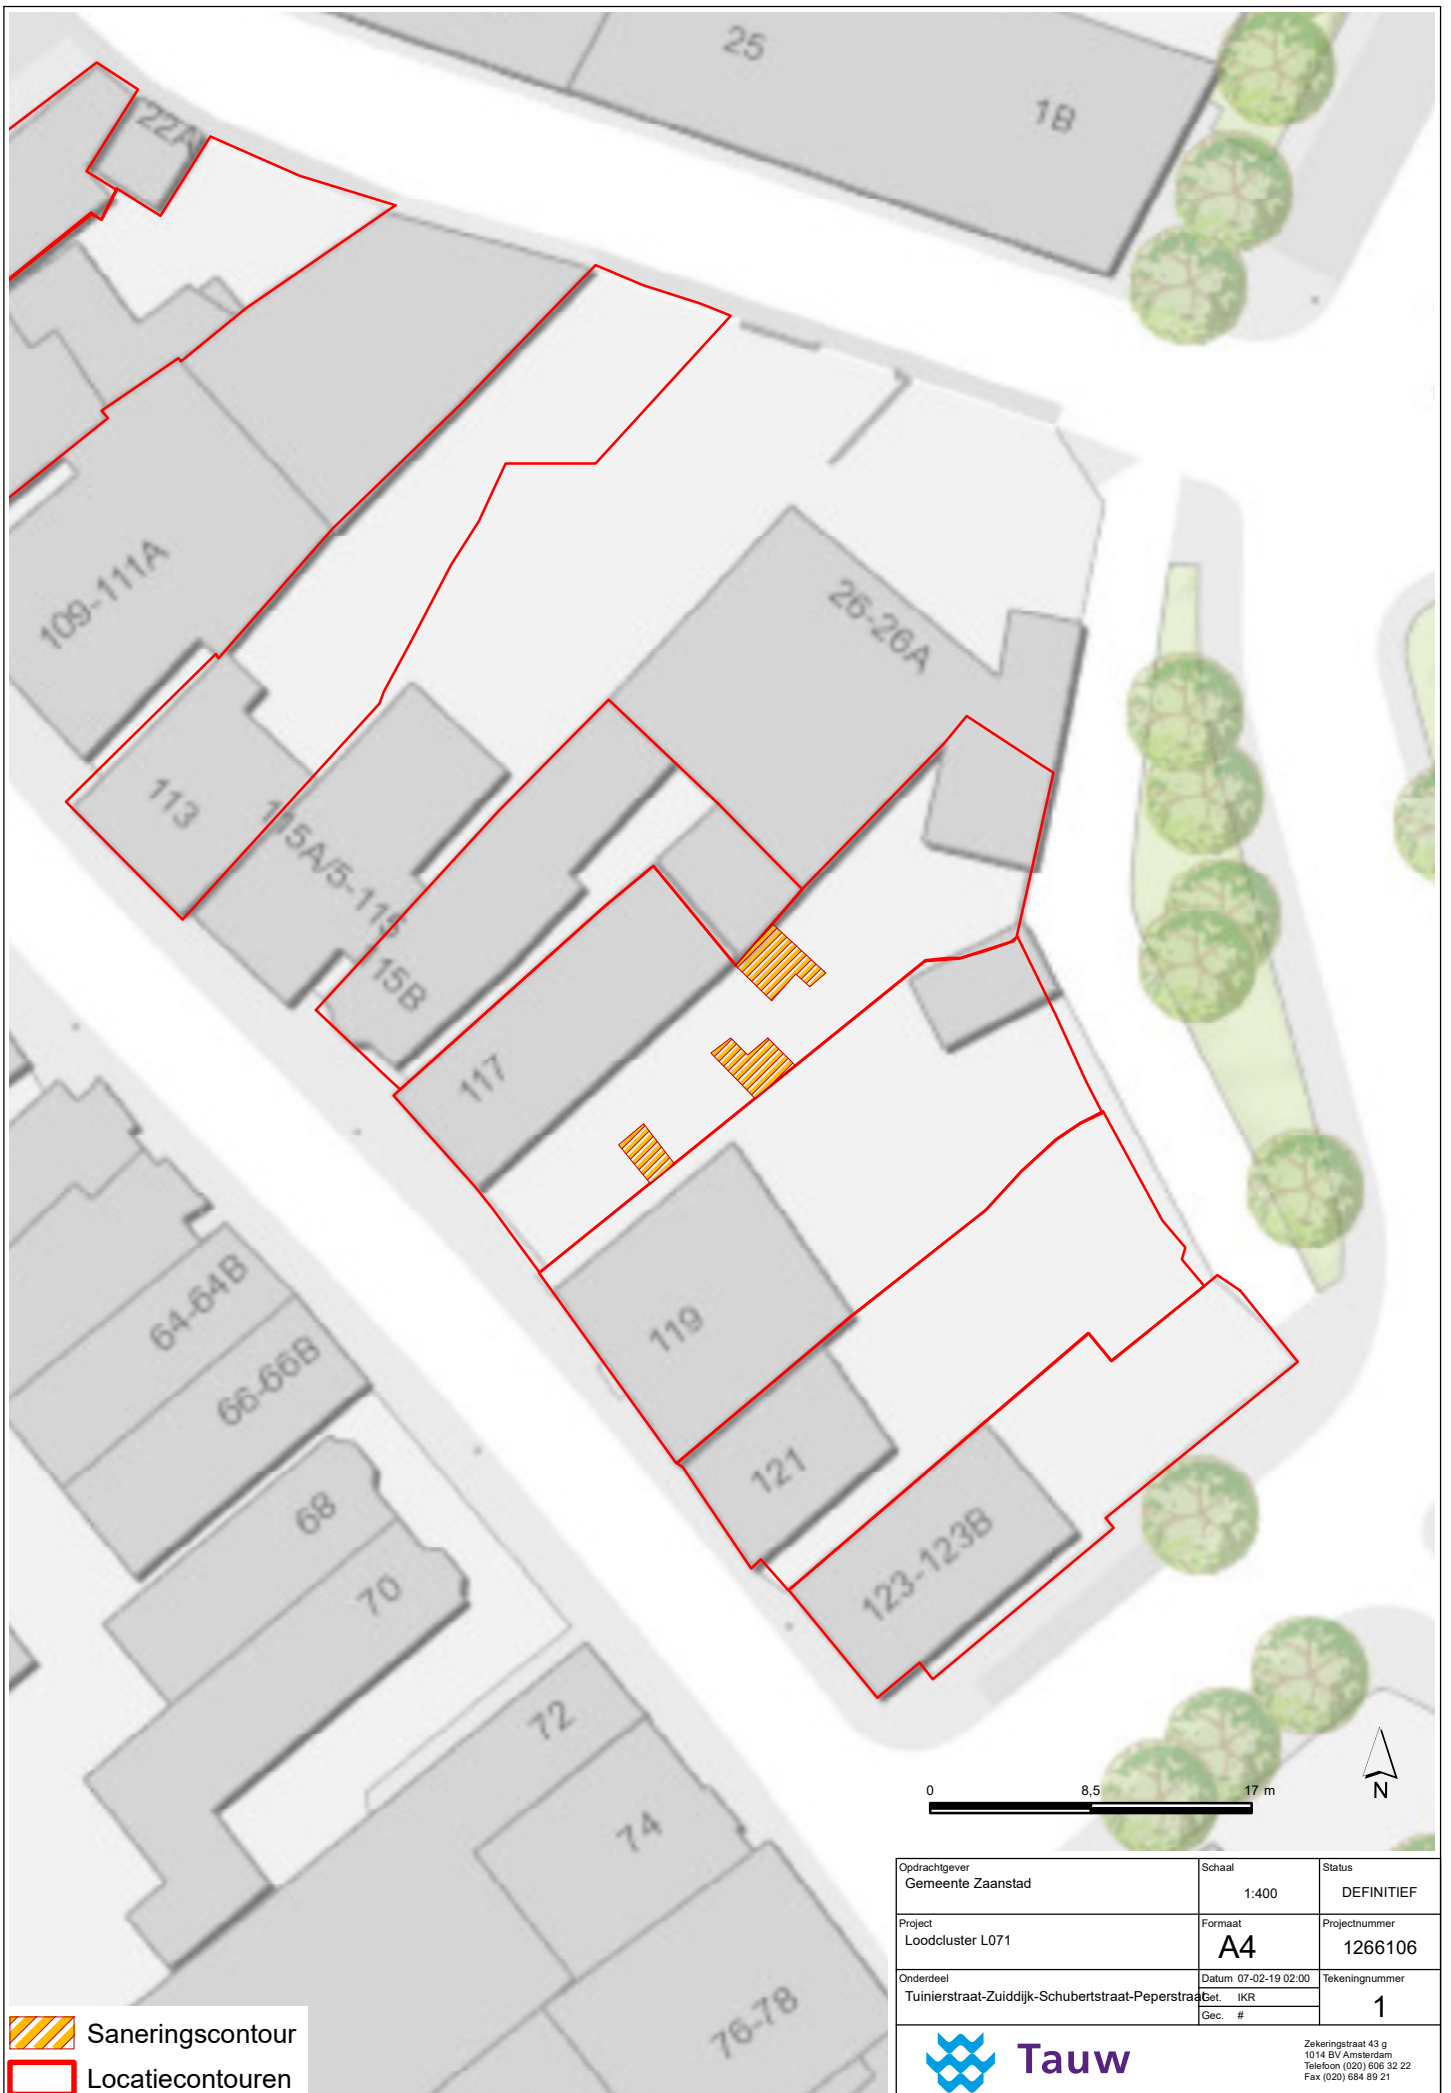 25
1B
22A
109-111A
26-26A
113
115A/5-115
15B
117
64-64B
119
66-66B
121
68
123-123B
70
72
74
76-78
0 8,5 17 m
N
Opdrachtgever
Gemeente Zaanstad
Schaal
1:400
Status
DEFINITIEF
Project
Loodcluster L071
Formaat
A4
Projectnummer
1266106
Onderdeel
Tuinierstraat-Zuiddijk-Schubertstraat-Peperstraat
Datum 07-02-19 02:00
Get. IKR
Gec. #
Tekeningnummer
1
Saneringscontour
Locatiecontouren
Tauw
Zekeringstraat 43 g
1014 BV Amsterdam
Telefoon (020) 606 32 22
Fax (020) 684 89 21